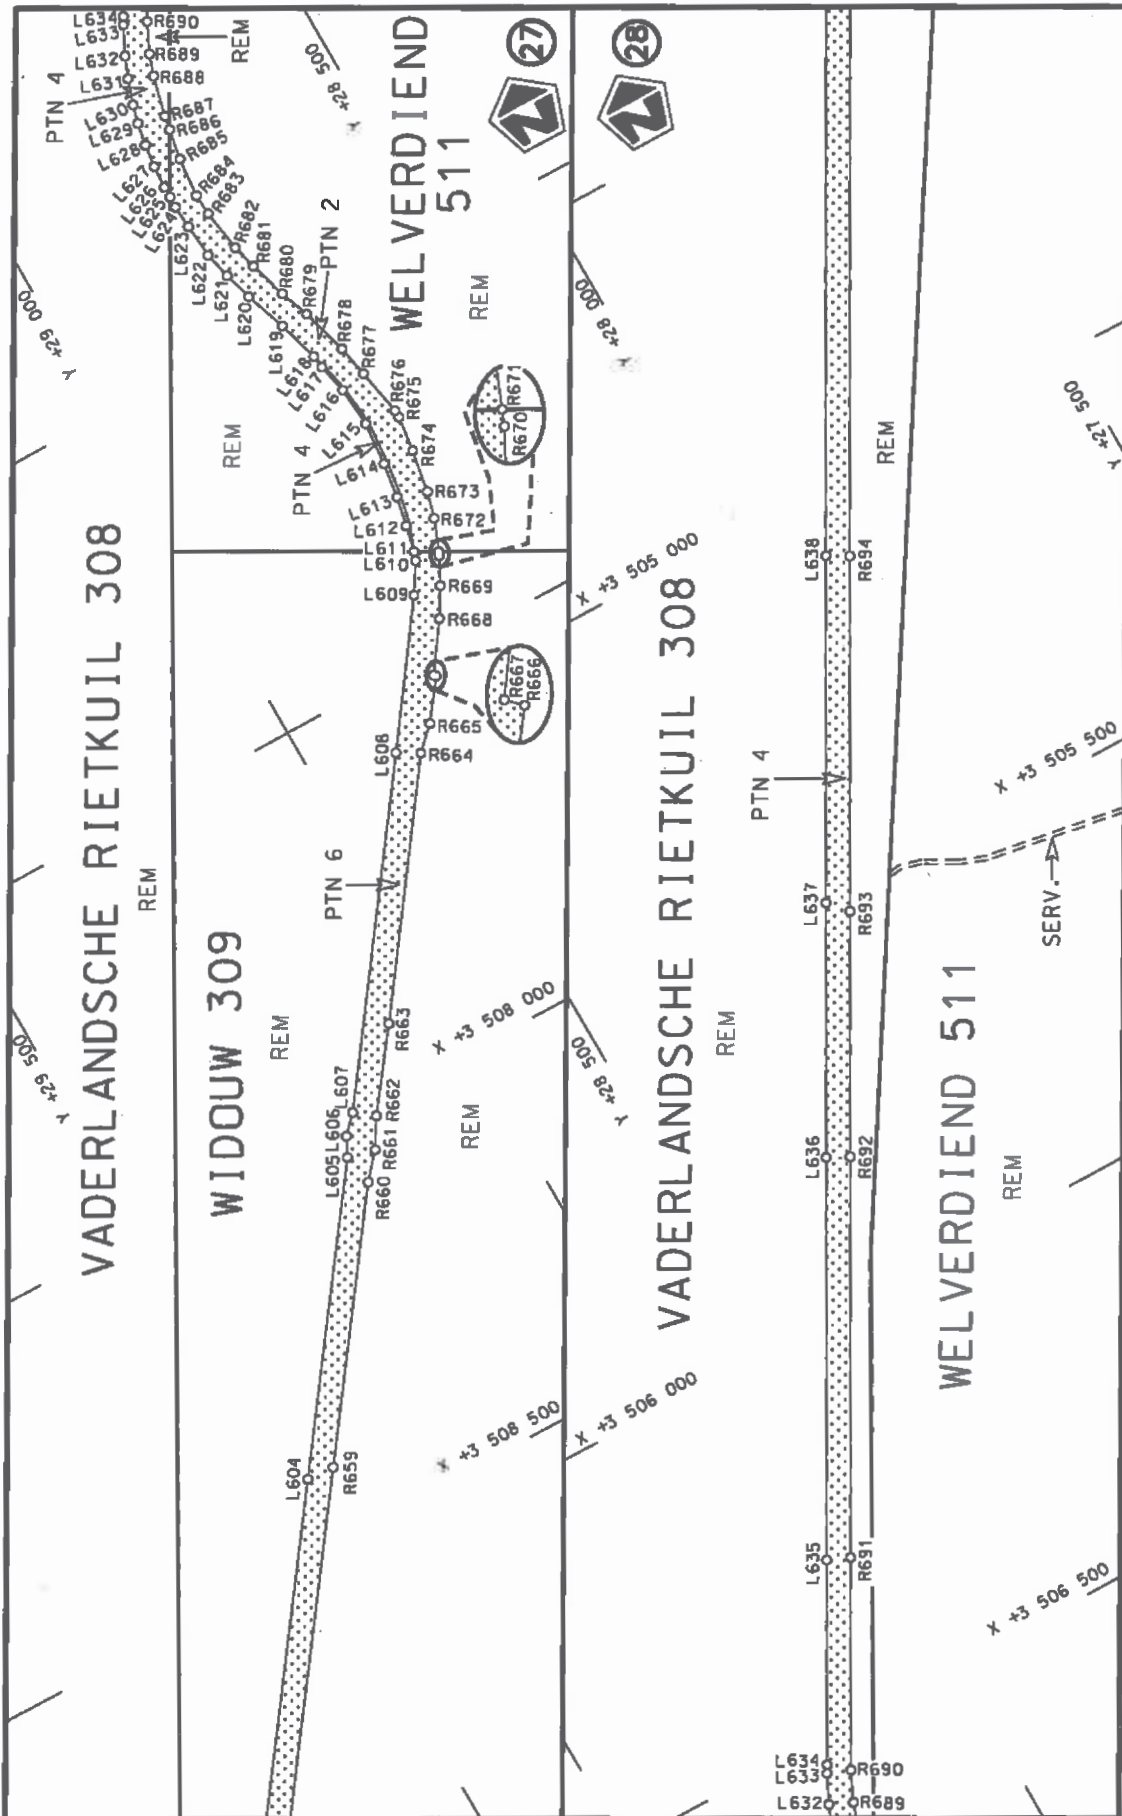 VADERLANDSCHE RIETKUIL 308
REM
WIDOUW 309
REM
REM
REM
PTN 6
PTN 4
PTN 4
PTN 2
REM
WELVERDIEND
511
REM
27
Y +29 500
Y +29 000
+28 500
X +3 508 000
+3 508 500
L604
L605
L606
L607
L608
L609
L610
L611
L612
L613
L614
L615
L616
L617
L618
L619
L620
L621
L622
L623
L624
L625
L626
L627
L628
L629
L630
L631
L632
L633
L634
R659
R660
R661
R662
R663
R664
R665
R666
R667
R668
R669
R670
R671
R672
R673
R674
R675
R676
R677
R678
R679
R680
R681
R682
R683
R684
R685
R686
R687
R688
R689
R690
28
VADERLANDSCHE RIETKUIL 308
REM
PTN 4
REM
WELVERDIEND 511
REM
SERV.
Y +28 500
+28 000
Y +27 500
X +3 505 000
X +3 505 500
X +3 506 000
X +3 506 500
L632
L633
L634
L635
L636
L637
L638
R689
R690
R691
R692
R693
R694